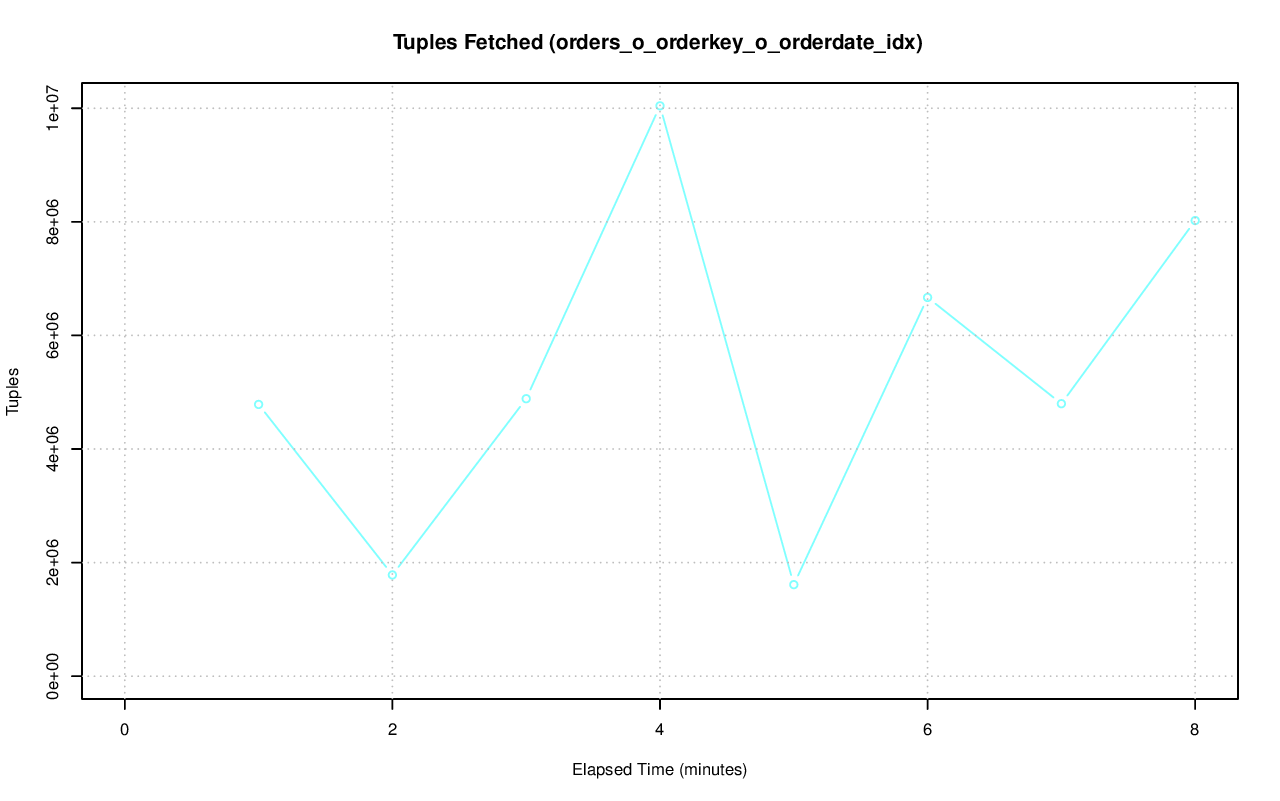 Tuples Fetched (orders_o_orderkey_o_orderdate_idx)
1e+07
8e+06
6e+06
4e+06
2e+06
0e+00
Tuples
0 2 4 6 8
Elapsed Time (minutes)